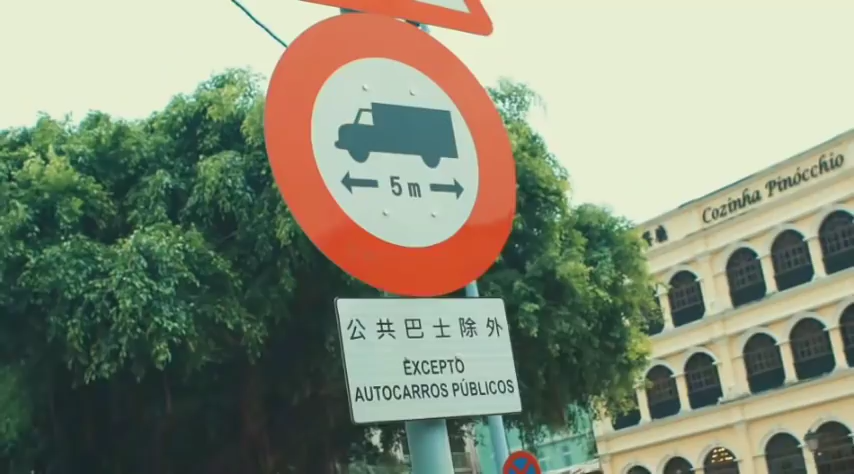 5 m
公共巴士除外
EXCEPTO
AUTOCARROS PÚBLICOS
COZINHA PINÓCCHIO